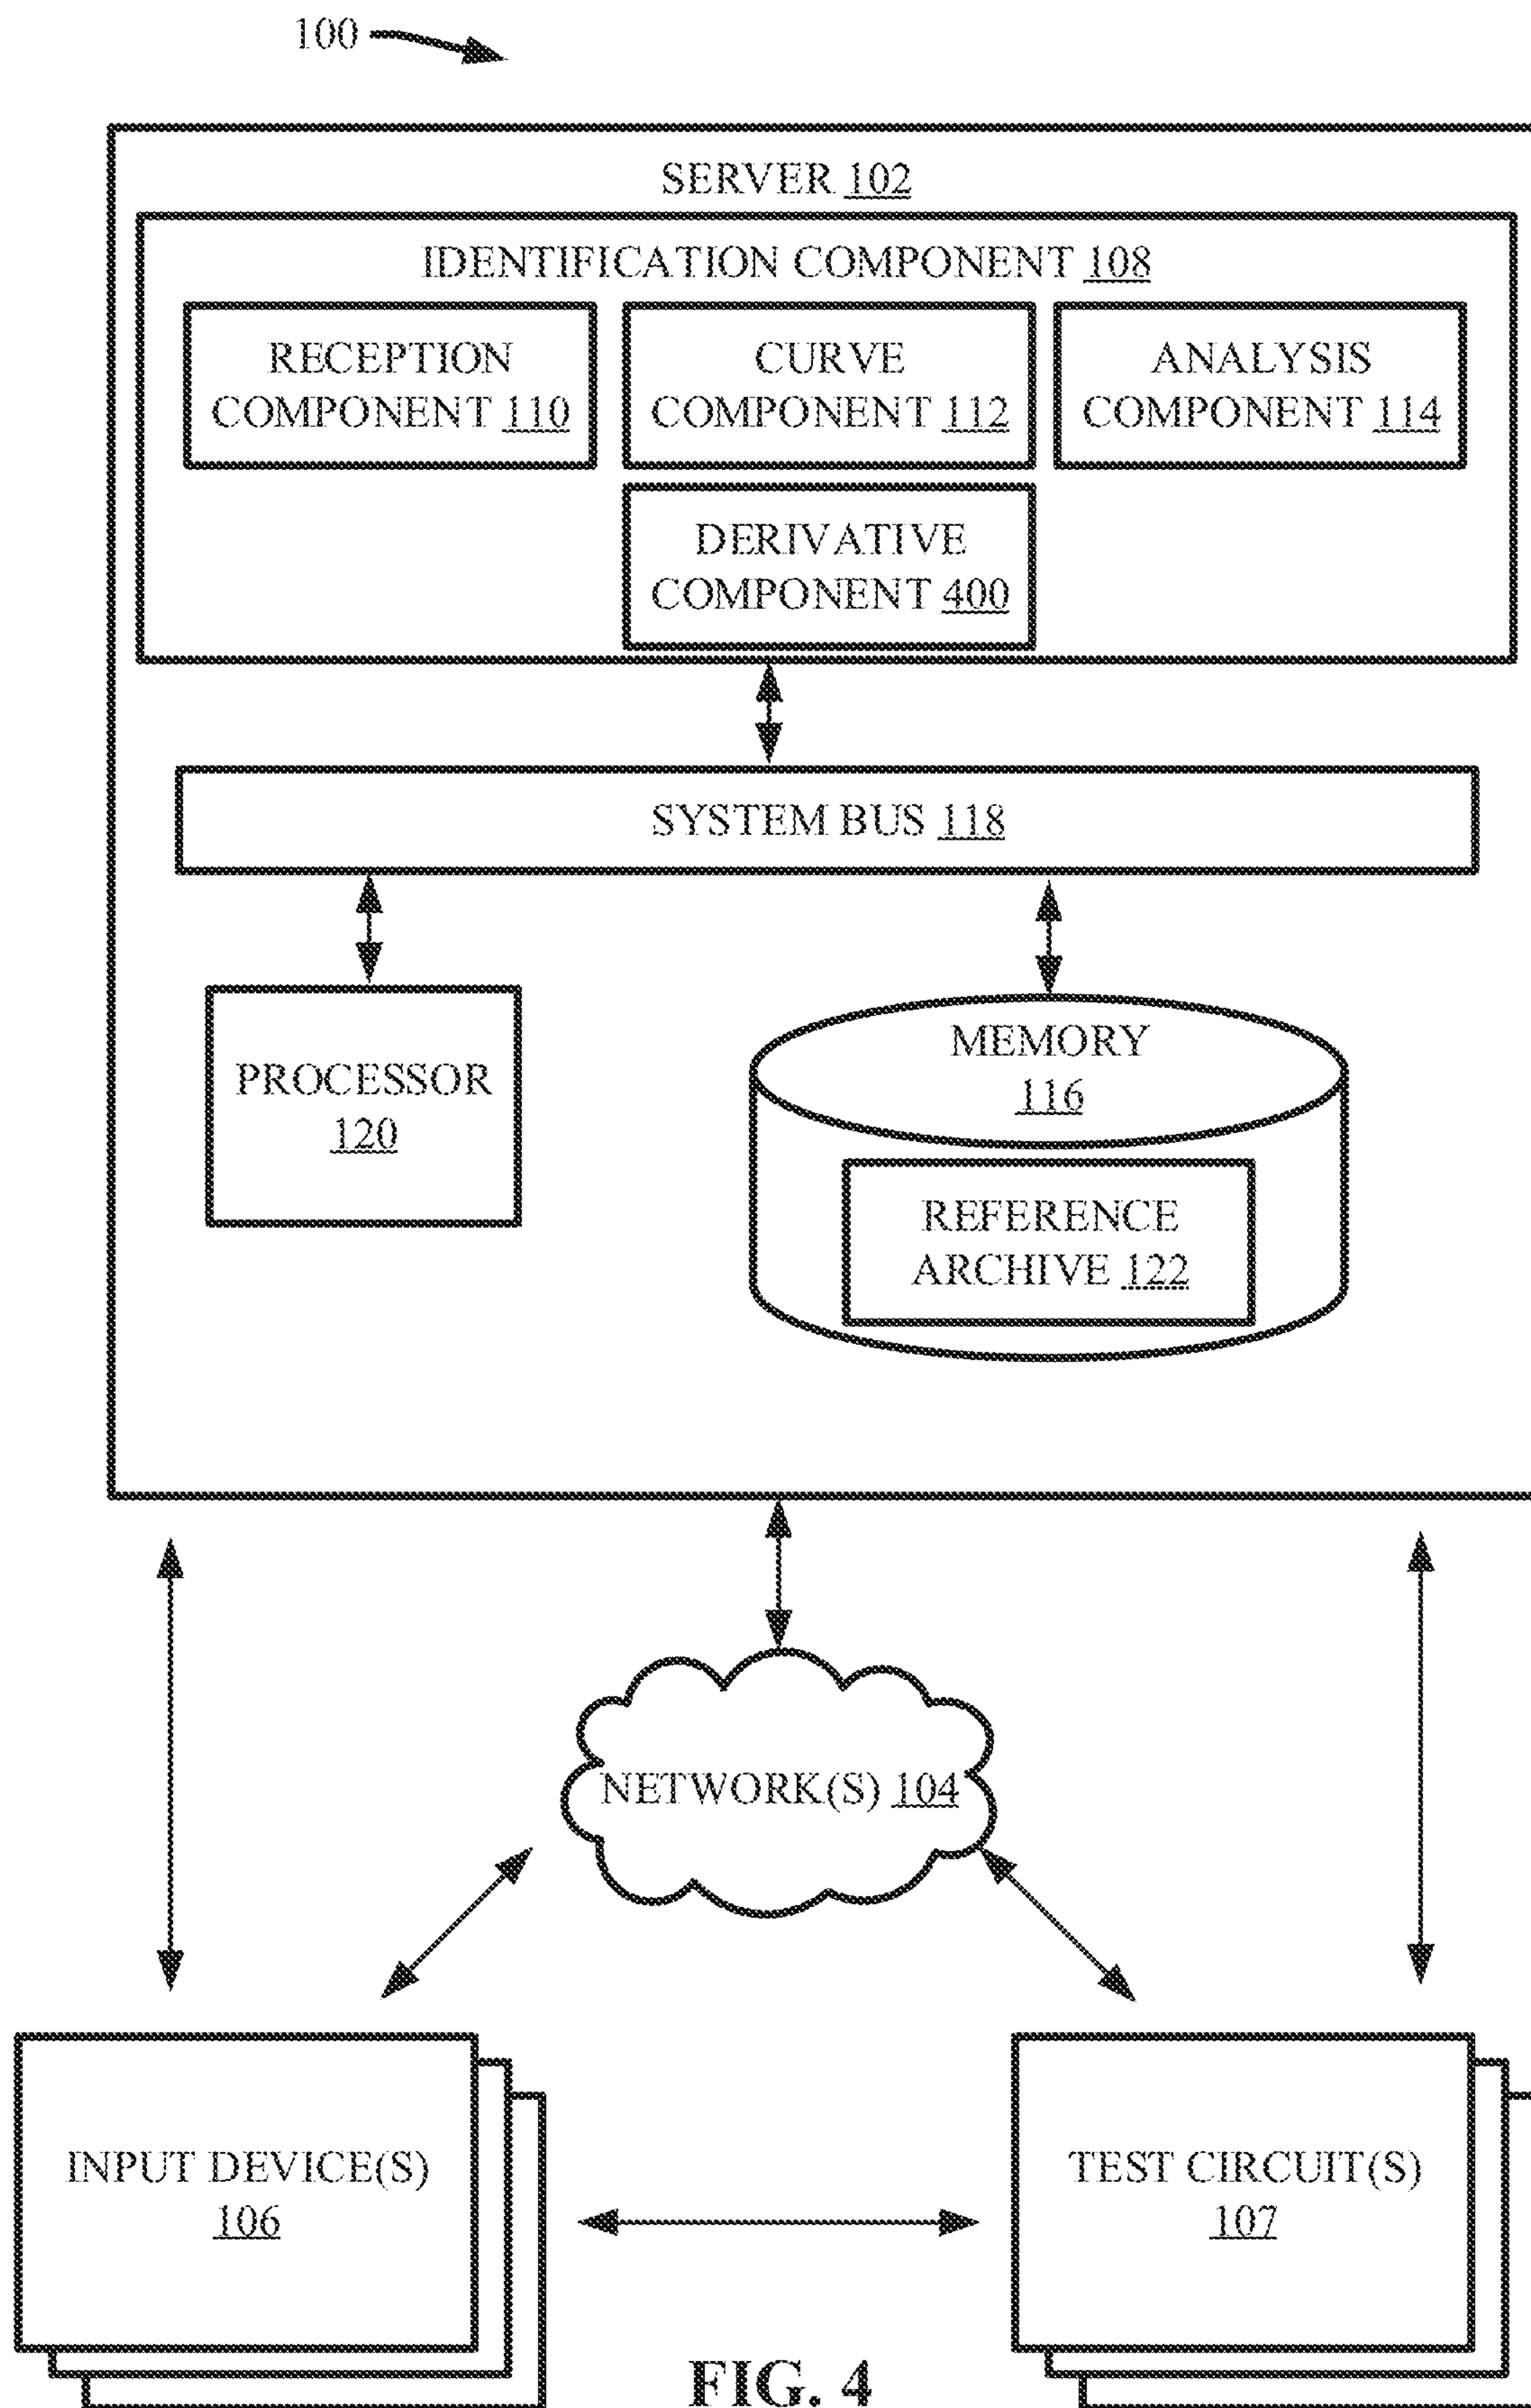 100
SERVER 102
IDENTIFICATION COMPONENT 108
RECEPTION
COMPONENT 110
CURVE
COMPONENT 112
ANALYSIS
COMPONENT 114
DERIVATIVE
COMPONENT 400
SYSTEM BUS 118
PROCESSOR
120
MEMORY
116
REFERENCE
ARCHIVE 122
NETWORK(S) 104
INPUT DEVICE(S)
106
TEST CIRCUIT(S)
107
FIG. 4